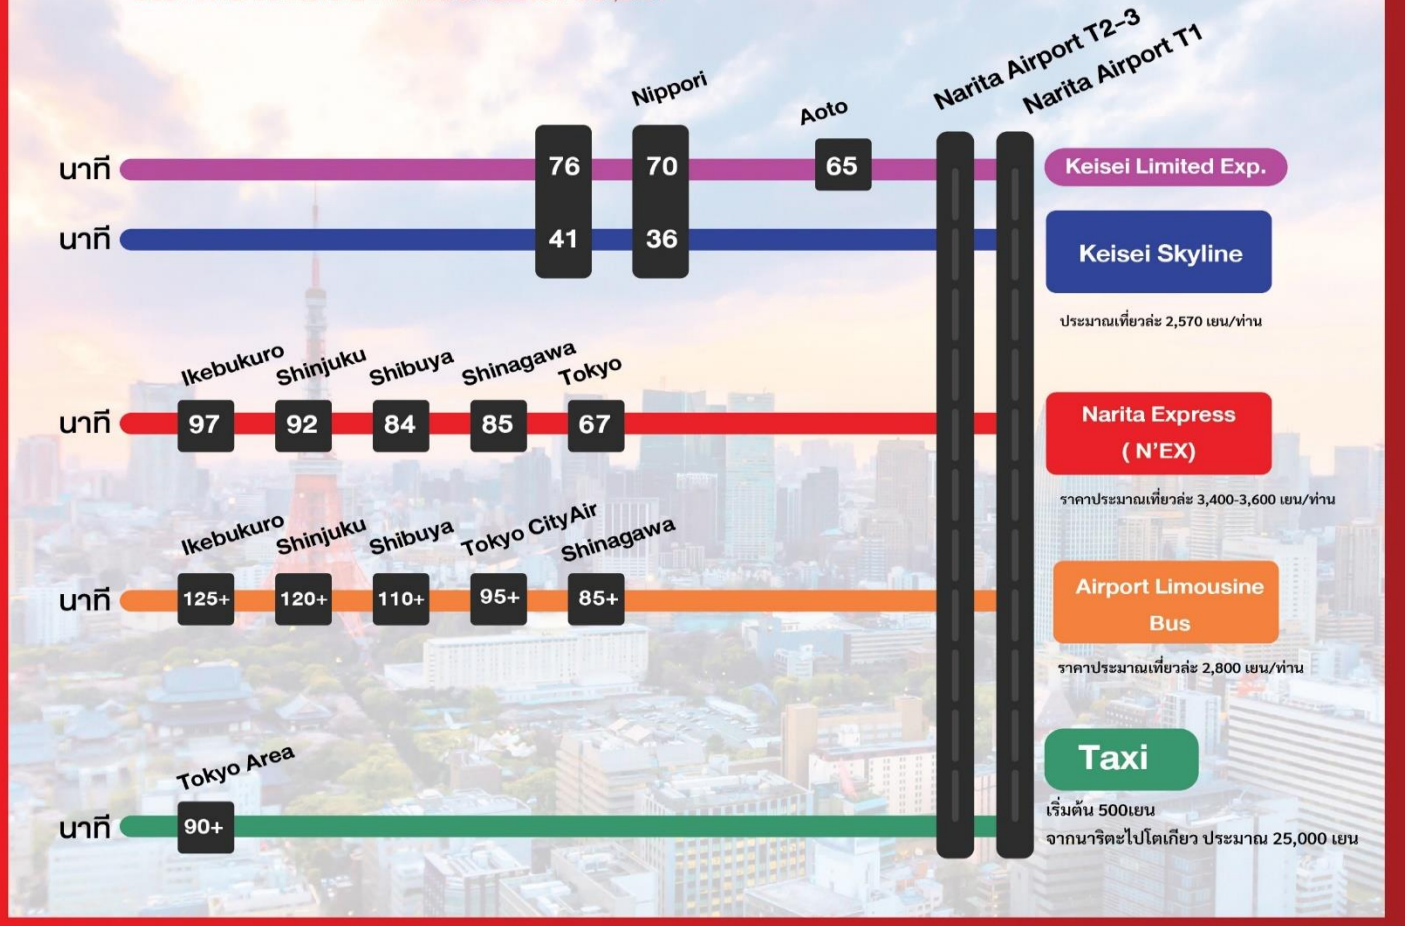 Narita Airport T2-3
Narita Airport T1
Nippori
Aoto
นาที
76
70
65
Keisei Limited Exp.
นาที
41
36
Keisei Skyline
ประมาณเที่ยวล่ะ 2,570 เยน/ท่าน
Ikebukuro
Shinjuku
Shibuya
Shinagawa
Tokyo
นาที
97
92
84
85
67
Narita Express
( N'EX)
ราคาประมาณเที่ยวล่ะ 3,400-3,600 เยน/ท่าน
Ikebukuro
Shinjuku
Shibuya
Tokyo CityAir
Shinagawa
นาที
125+
120+
110+
95+
85+
Airport Limousine
Bus
ราคาประมาณเที่ยวล่ะ 2,800 เยน/ท่าน
Tokyo Area
นาที
90+
Taxi
เริ่มต้น 500เยน
จากนาริตะไปโตเกียว ประมาณ 25,000 เยน